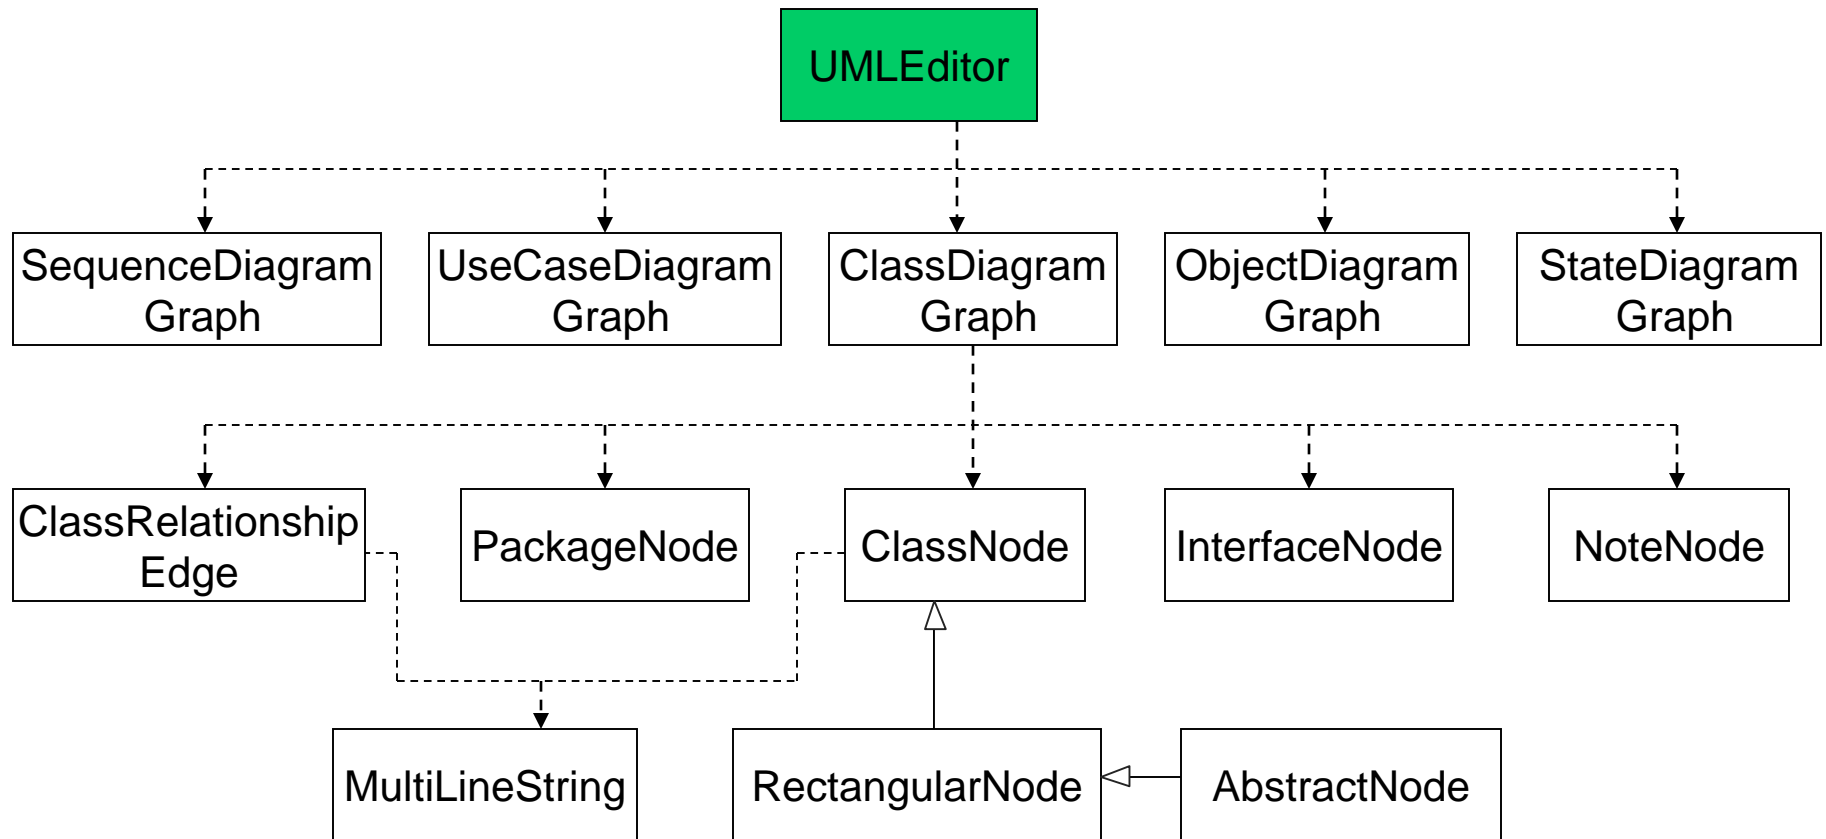 UMLEditor
SequenceDiagram
Graph
UseCaseDiagram
Graph
ClassDiagram
Graph
ObjectDiagram
Graph
StateDiagram
Graph
ClassRelationship
Edge
PackageNode
ClassNode
InterfaceNode
NoteNode
MultiLineString
RectangularNode
AbstractNode